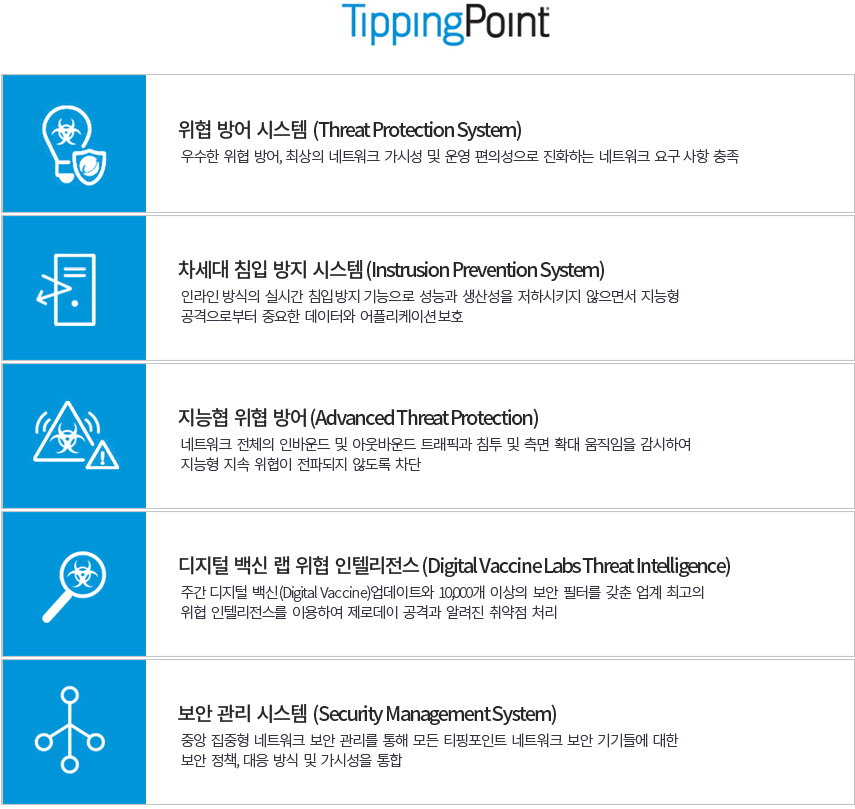 TippingPoint
위협 방어 시스템 (Threat Protection System)
우수한 위협 방어, 최상의 네트워크 가시성 및 운영 편의성으로 진화하는 네트워크 요구 사항 충족
차세대 침입 방지 시스템 (Instrusion Prevention System)
인라인 방식의 실시간 침입방지 기능으로 성능과 생산성을 저하시키지 않으면서 지능형
공격으로부터 중요한 데이터와 어플리케이션 보호
지능협 위협 방어 (Advanced Threat Protection)
네트워크 전체의 인바운드 및 아웃바운드 트래픽과 침투 및 측면 확대 움직임을 감시하여
지능형 지속 위협이 전파되지 않도록 차단
디지털 백신 랩 위협 인텔리전스 (Digital Vaccine Labs Threat Intelligence)
주간 디지털 백신(Digital Vaccine)업데이트와 10,000개 이상의 보안 필터를 갖춘 업계 최고의
위협 인텔리전스를 이용하여 제로데이 공격과 알려진 취약점 처리
보안 관리 시스템 (Security Management System)
중앙 집중형 네트워크 보안 관리를 통해 모든 티핑포인트 네트워크 보안 기기들에 대한
보안 정책, 대응 방식 및 가시성을 통합